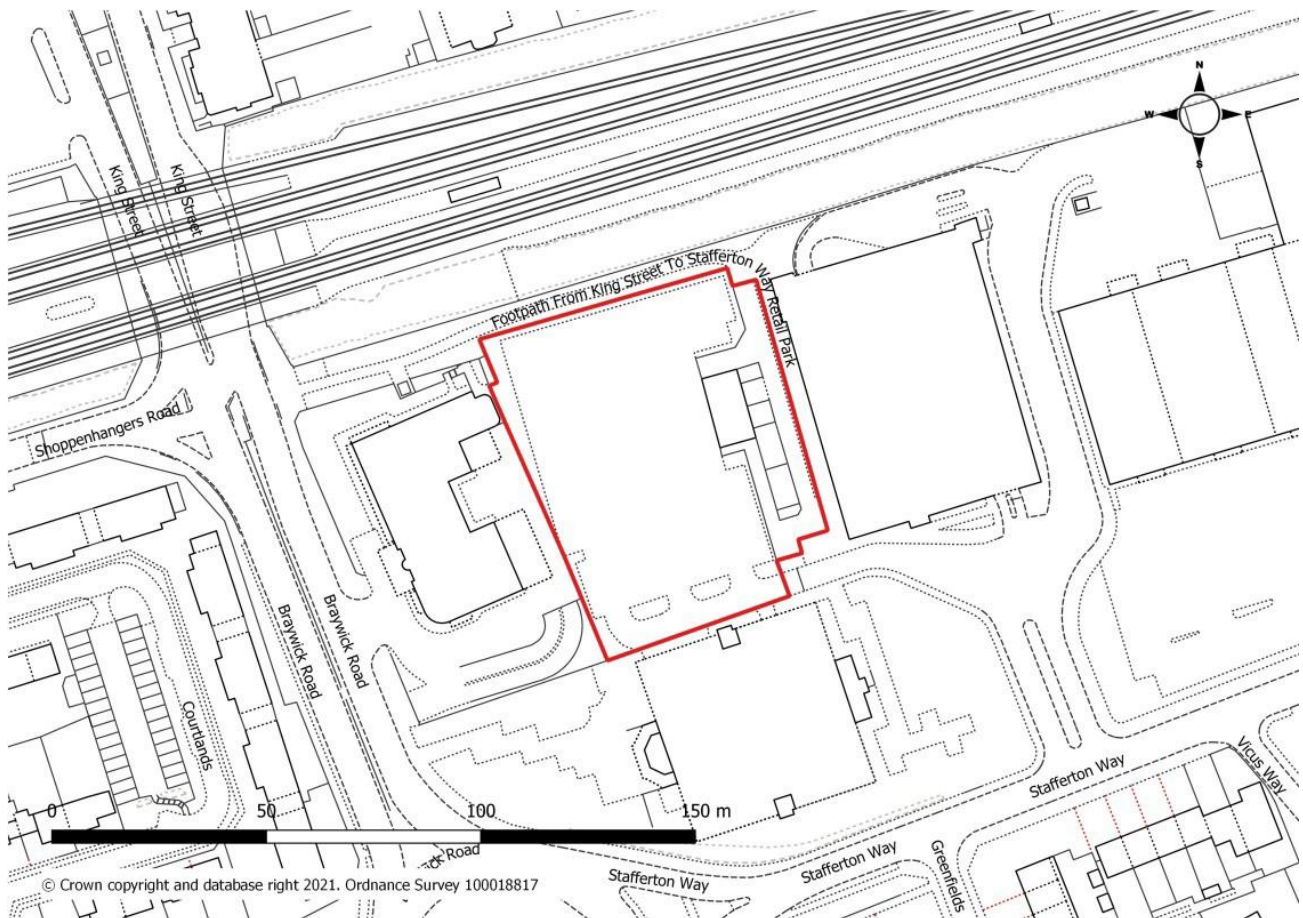 N
W E
S
King Street
King Street
Footpath From King Street To Stafferton Way Retail Park
Shoppenhangers Road
Braywick Road
Braywick Road
Courtlands
Stafferton Way
Vicus Way
0 50 100 150 m
ck Road
Stafferton Way
Stafferton Way
Greenfields
© Crown copyright and database right 2021. Ordnance Survey 100018817